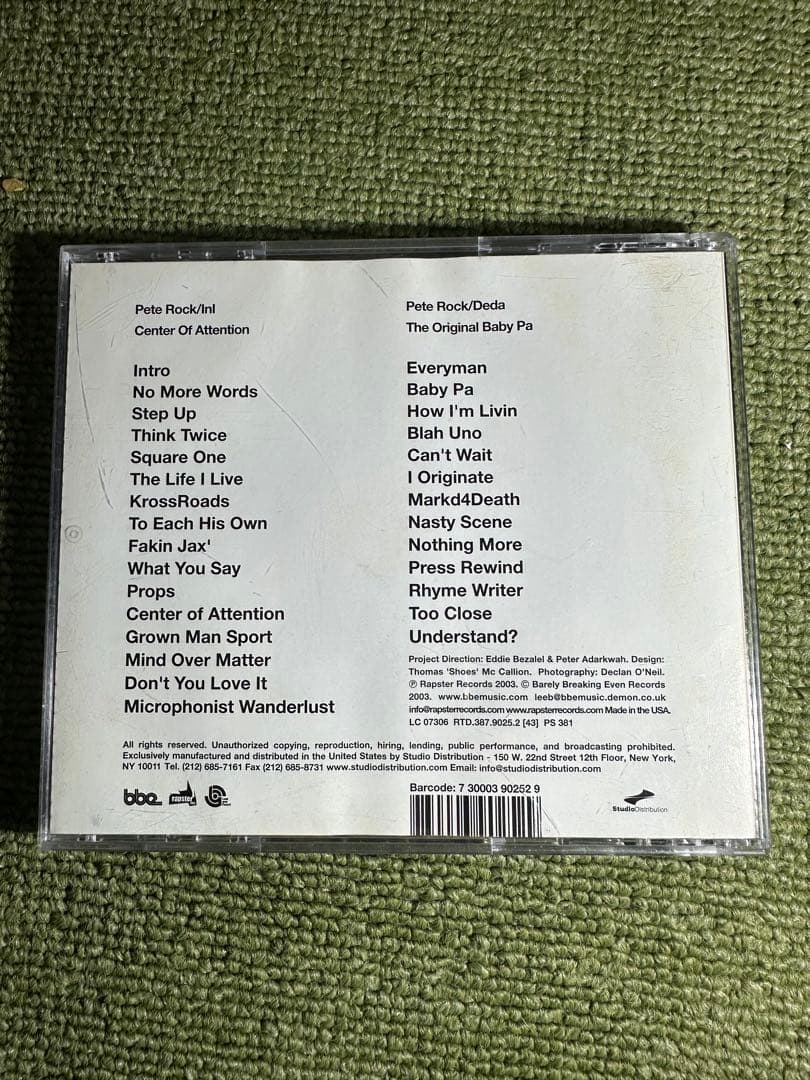 Pete Rock/InI
Center Of Attention
Intro
No More Words
Step Up
Think Twice
Square One
The Life I Live
KrossRoads
To Each His Own
Fakin Jax'
What You Say
Props
Center of Attention
Grown Man Sport
Mind Over Matter
Don't You Love It
Microphonist Wanderlust
Pete Rock/Deda
The Original Baby Pa
Everyman
Baby Pa
How I'm Livin
Blah Uno
Can't Wait
I Originate
Markd4Death
Nasty Scene
Nothing More
Press Rewind
Rhyme Writer
Too Close
Understand?
Project Direction: Eddie Bezalel & Peter Adarkwah. Design:
Thomas 'Shoes' Mc Callion. Photography: Declan O'Neil.
℗ Rapster Records 2003. © Barely Breaking Even Records
2003. www.bbemusic.com leeb@bbemusic.demon.co.uk
info@rapsterrecords.com www.rapsterrecords.com Made in the USA.
LC 07306 RTD.387.9025.2 [43] PS 381
All rights reserved. Unauthorized copying, reproduction, hiring, lending, public performance, and broadcasting prohibited.
Exclusively manufactured and distributed in the United States by Studio Distribution - 150 W. 22nd Street 12th Floor, New York,
NY 10011 Tel. (212) 685-7161 Fax (212) 685-8731 www.studiodistribution.com Email: info@studiodistribution.com
bbe
rapster
Barcode: 7 30003 90252 9
StudioDistribution